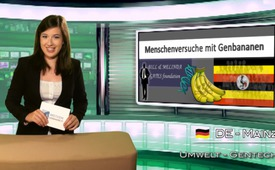 Menschenversuche mit Genbananen
BILL & MELINDA
GATES foundation
DE - MAINZ
UMWELT - GENTECH